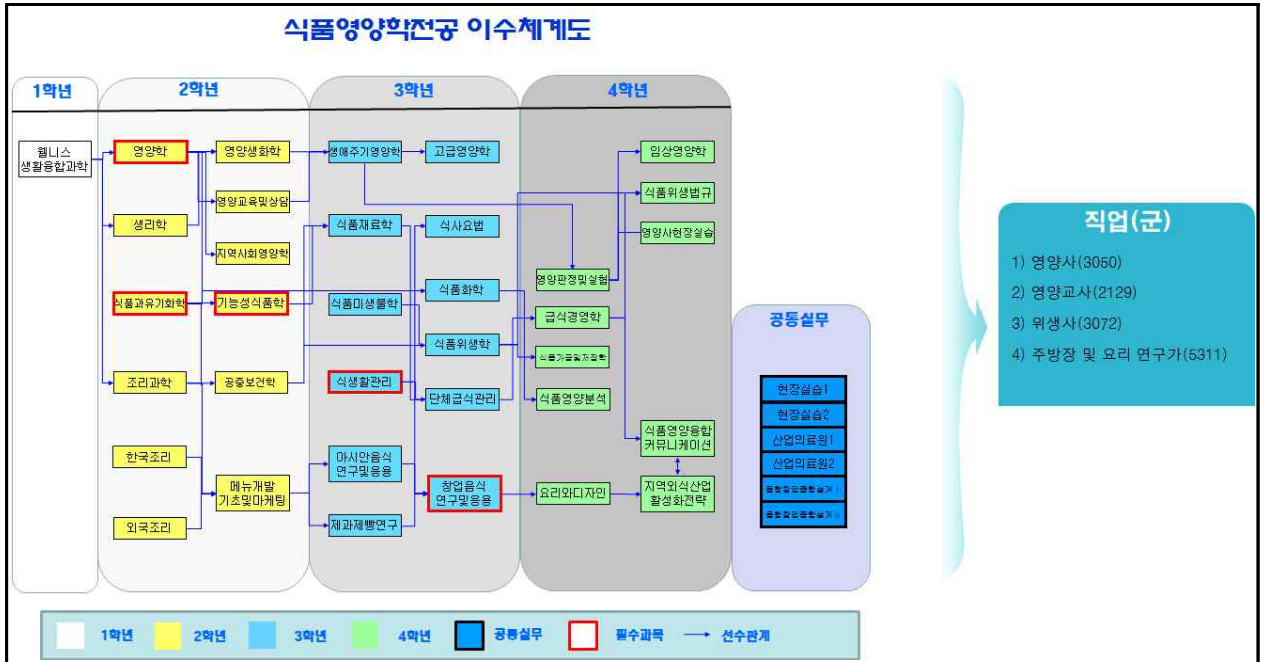 식품영양학전공 이수체계도
1학년
2학년
3학년
4학년
웰니스
생활융합과학
영양학
생리학
식품과유기화학
조리과학
한국조리
외국조리
영양생화학
영양교육및상담
지역사회영양학
기능성식품학
공중보건학
메뉴개발
기초및마케팅
생애주기영양학
식품재료학
식품미생물학
식생활관리
아시안음식
연구및응용
제과제빵연구
고급영양학
식사요법
식품화학
식품위생학
단체급식관리
창업음식
연구및응용
영양판정및실험
급식경영학
식품가공및저장학
식품영양분석
요리와디자인
임상영양학
식품위생법규
영양사현장실습
식품영양융합
커뮤니케이션
지역외식산업
활성화전략
공통실무
현장실습1
현장실습2
산업의료원1
산업의료원2
직업(군)
1) 영양사(3050)
2) 영양교사(2129)
3) 위생사(3072)
4) 주방장 및 요리 연구가(5311)
1학년
2학년
3학년
4학년
공통실무
필수과목
선수관계